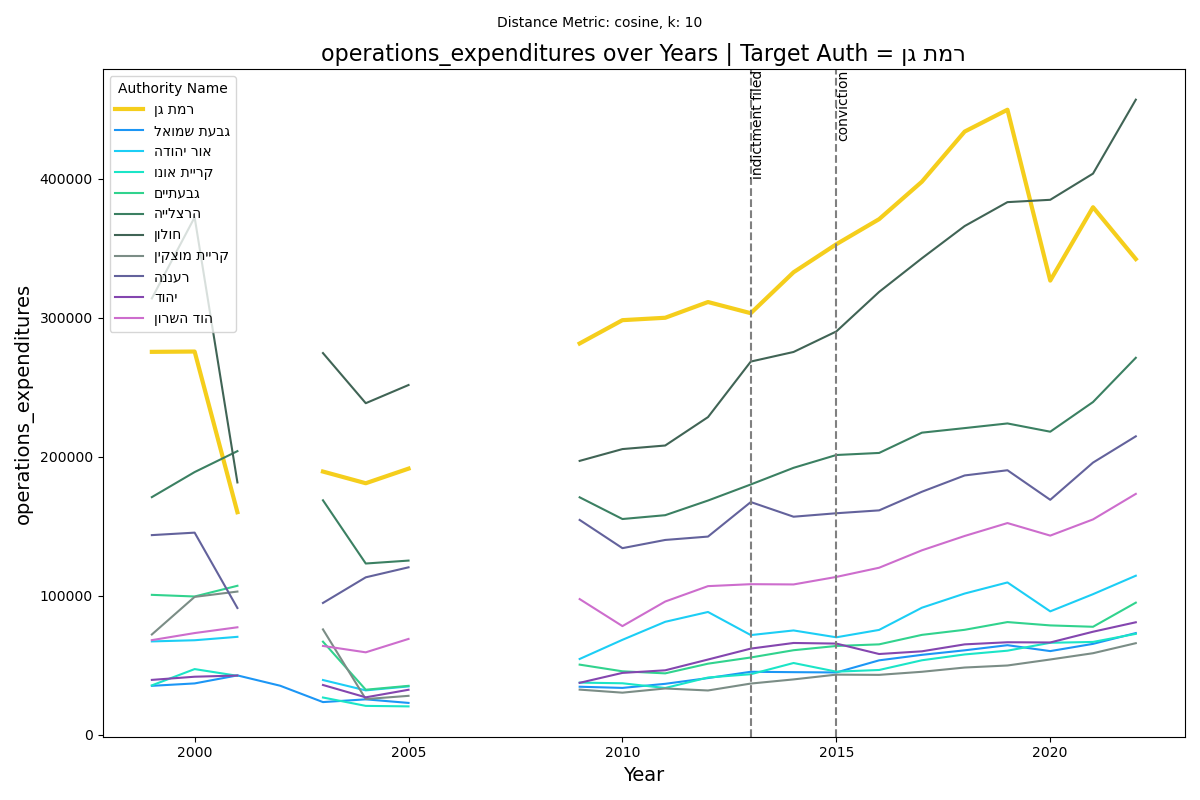 Distance Metric: cosine, k: 10
operations_expenditures over Years | Target Auth = רמת גן
Authority Name
רמת גן
גבעת שמואל
אור יהודה
קריית אונו
גבעתיים
הרצלייה
חולון
קריית מוצקין
רעננה
יהוד
הוד השרון
indictment filed
conviction
operations_expenditures
400000
300000
200000
100000
0
2000
2005
2010
2015
2020
Year